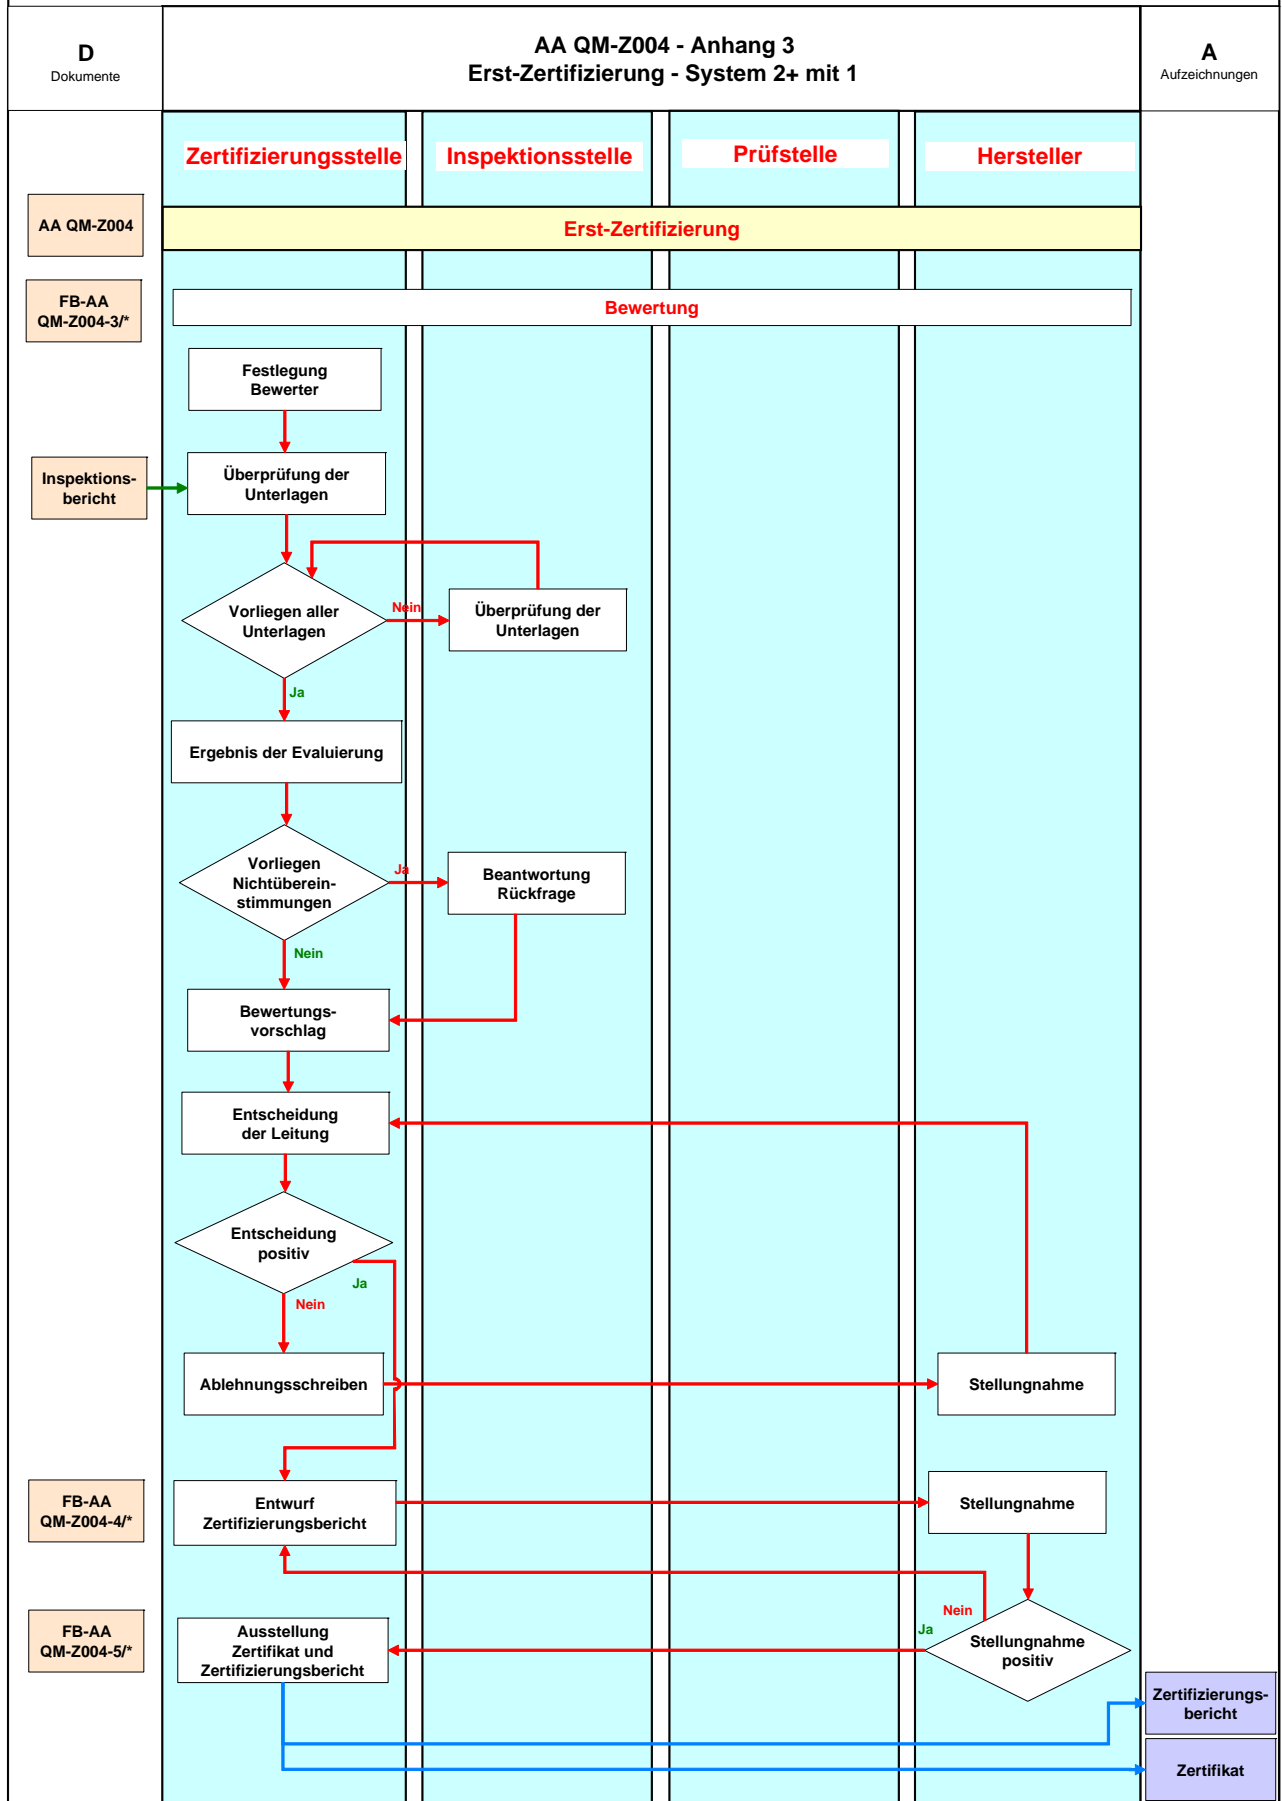 D
Dokumente
AA QM-Z004 - Anhang 3
Erst-Zertifizierung - System 2+ mit 1
A
Aufzeichnungen
Zertifizierungsstelle
Inspektionsstelle
Prüfstelle
Hersteller
AA QM-Z004
Erst-Zertifizierung
FB-AA
QM-Z004-3/*
Bewertung
Festlegung
Bewerter
Inspektions-
bericht
Überprüfung der
Unterlagen
Vorliegen aller
Unterlagen
Nein
Überprüfung der
Unterlagen
Ja
Ergebnis der Evaluierung
Vorliegen
Nichtüberein-
stimmungen
Ja
Beantwortung
Rückfrage
Nein
Bewertungs-
vorschlag
Entscheidung
der Leitung
Entscheidung
positiv
Ja
Nein
Ablehnungsschreiben
Stellungnahme
FB-AA
QM-Z004-4/*
Entwurf
Zertifizierungsbericht
Stellungnahme
Nein
Ja
Stellungnahme
positiv
FB-AA
QM-Z004-5/*
Ausstellung
Zertifikat und
Zertifizierungsbericht
Zertifizierungs-
bericht
Zertifikat